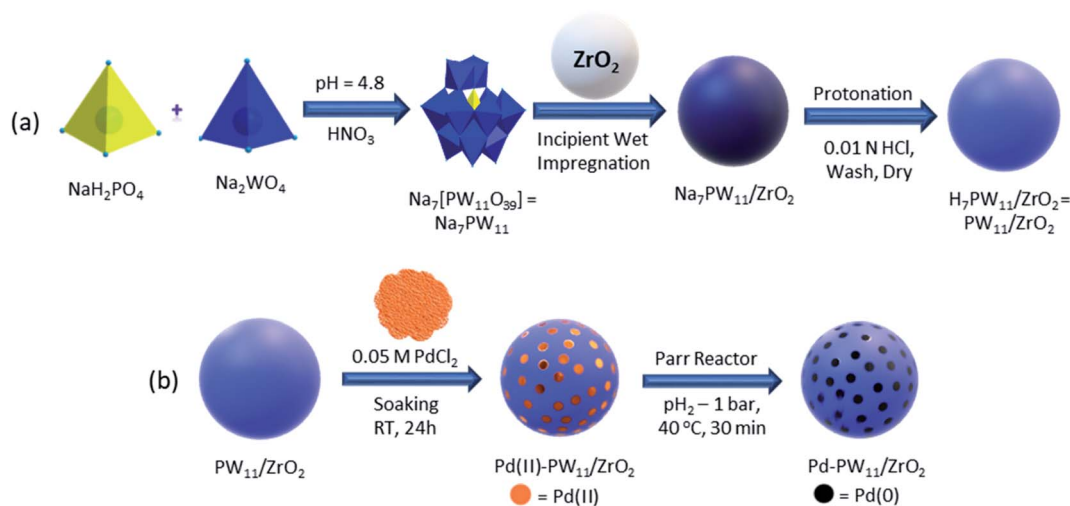 (a)
NaH₂PO₄
+
Na₂WO₄
pH = 4.8
HNO₃
Na₇[PW₁₁O₃₉] =
Na₇PW₁₁
ZrO₂
Incipient Wet
Impregnation
Na₇PW₁₁/ZrO₂
Protonation
0.01 N HCl,
Wash, Dry
H₇PW₁₁/ZrO₂=
PW₁₁/ZrO₂
(b)
PW₁₁/ZrO₂
0.05 M PdCl₂
Soaking
RT, 24h
Pd(II)-PW₁₁/ZrO₂
= Pd(II)
Parr Reactor
pH₂ – 1 bar,
40 °C, 30 min
Pd-PW₁₁/ZrO₂
= Pd(0)